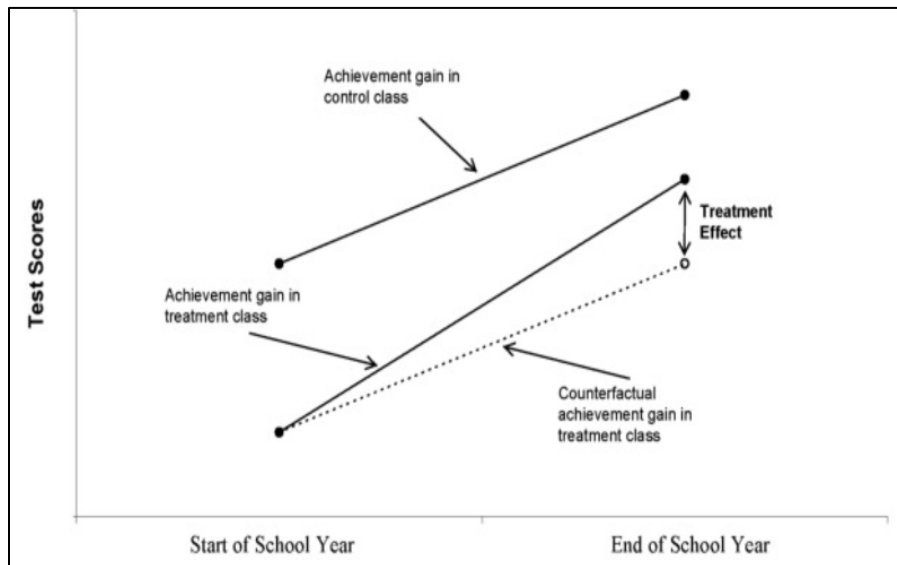 Achievement gain in
control class
Test Scores
Treatment
Effect
Achievement gain in
treatment class
Counterfactual
achievement gain in
treatment class
Start of School Year
End of School Year